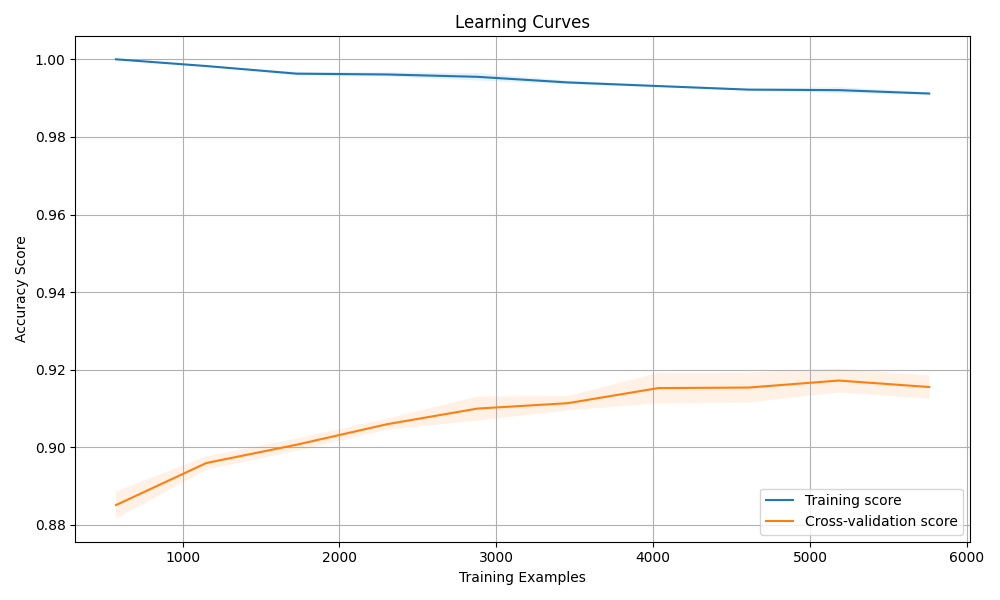 Learning Curves
1.00
0.98
0.96
0.94
0.92
0.90
0.88
Accuracy Score
Training score
Cross-validation score
1000 2000 3000 4000 5000 6000
Training Examples